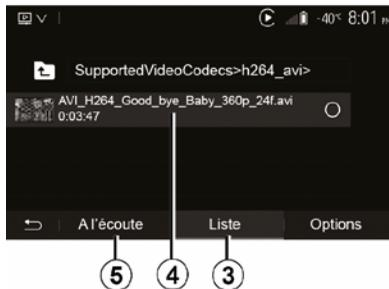 -40°c 8:01
SupportedVideoCodecs>h264_avi>
AVI_H264_Good_bye_Baby_360p_24f.avi
0:03:47
A l'écoute Liste Options
5 4 3